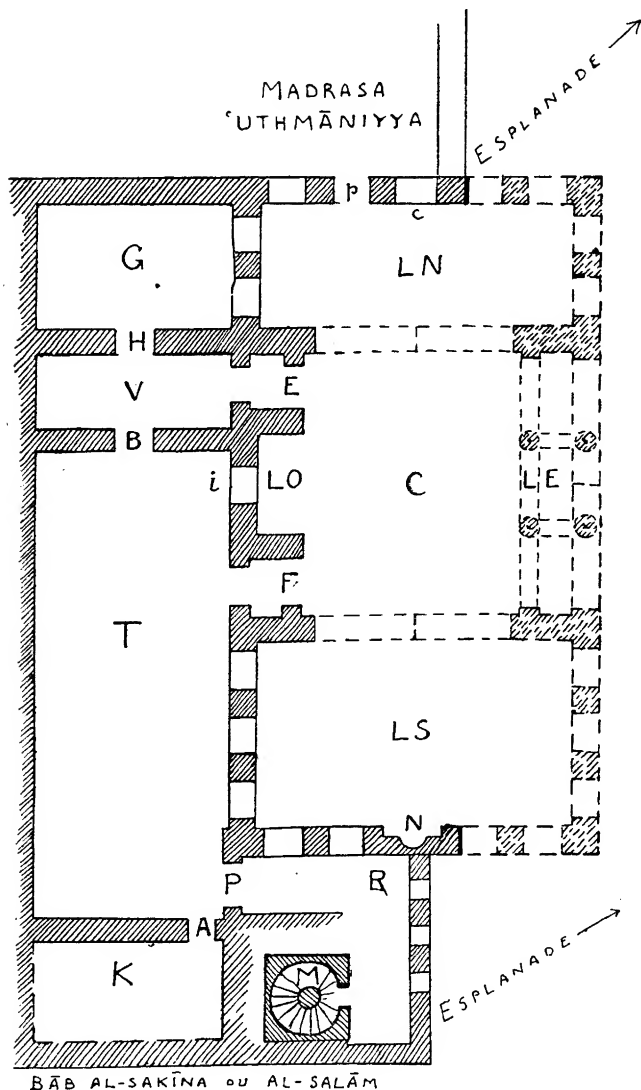 MADRASA
ʿUTHMĀNIYYA
ESPLANADE
p
c
G
LN
H
V
E
B
i
LO
C
LE
F
T
LS
N
P
R
A
M
K
ESPLANADE
BĀB AL-SAKĪNA OU AL-SALĀM